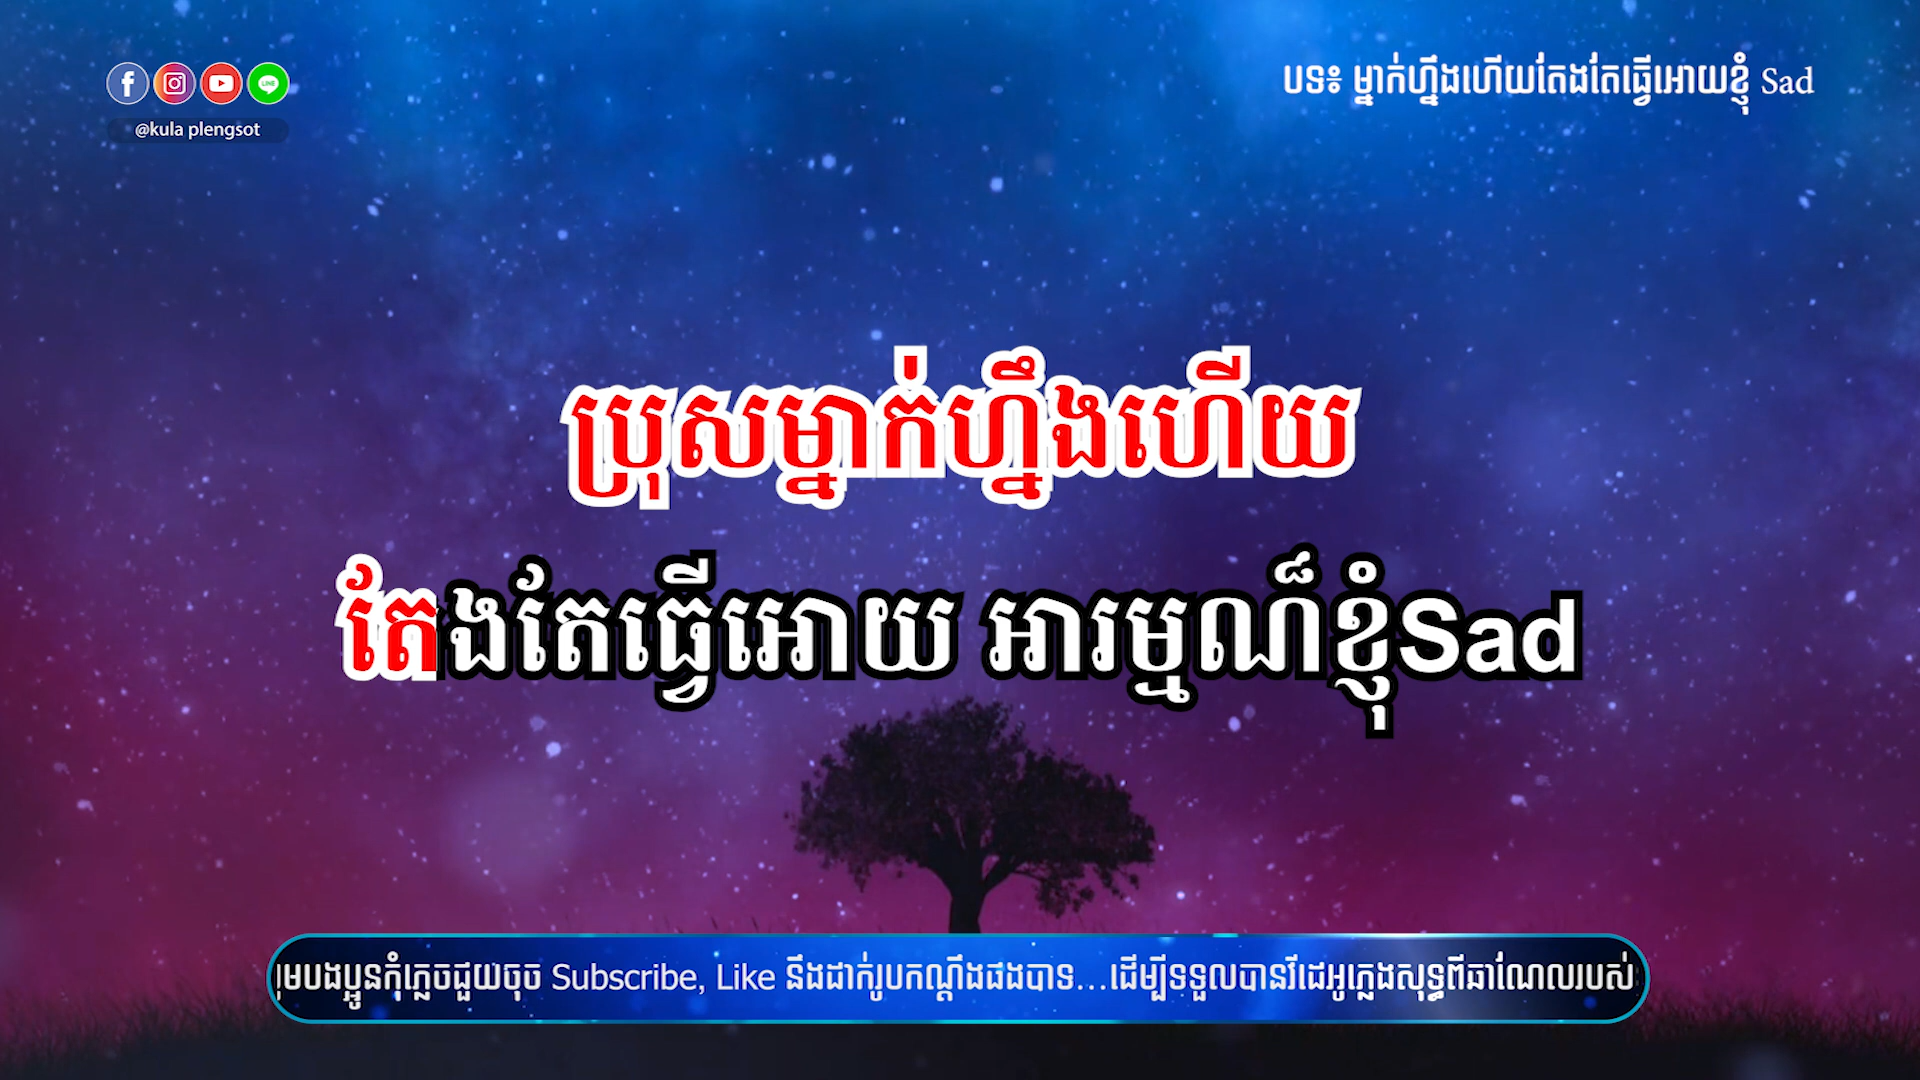 @kula plengsot
បទ៖ ម្នាក់ហ្នឹងហើយតែងតែធ្វើអោយខ្ញុំ Sad
ប្រុសម្នាក់ហ្នឹងហើយ
តែងតែធ្វើអោយ អារម្មណ៏ខ្ញុំSad
មបងប្អូនកុំភ្លេចជួយចុច Subscribe, Like នឹងដាក់រូបកណ្ដឹងផងបាទ...ដើម្បីទទួលបានវីដេអូភ្លេងសុទ្ធពីឆាណែលរបស់